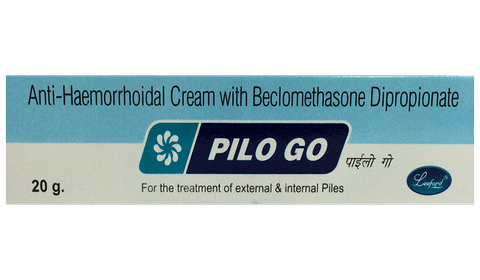 Anti-Haemorrhoidal Cream with Beclomethasone Dipropionate
PILO GO
पाईलो गो
Leeford
20 g.
For the treatment of external & internal Piles